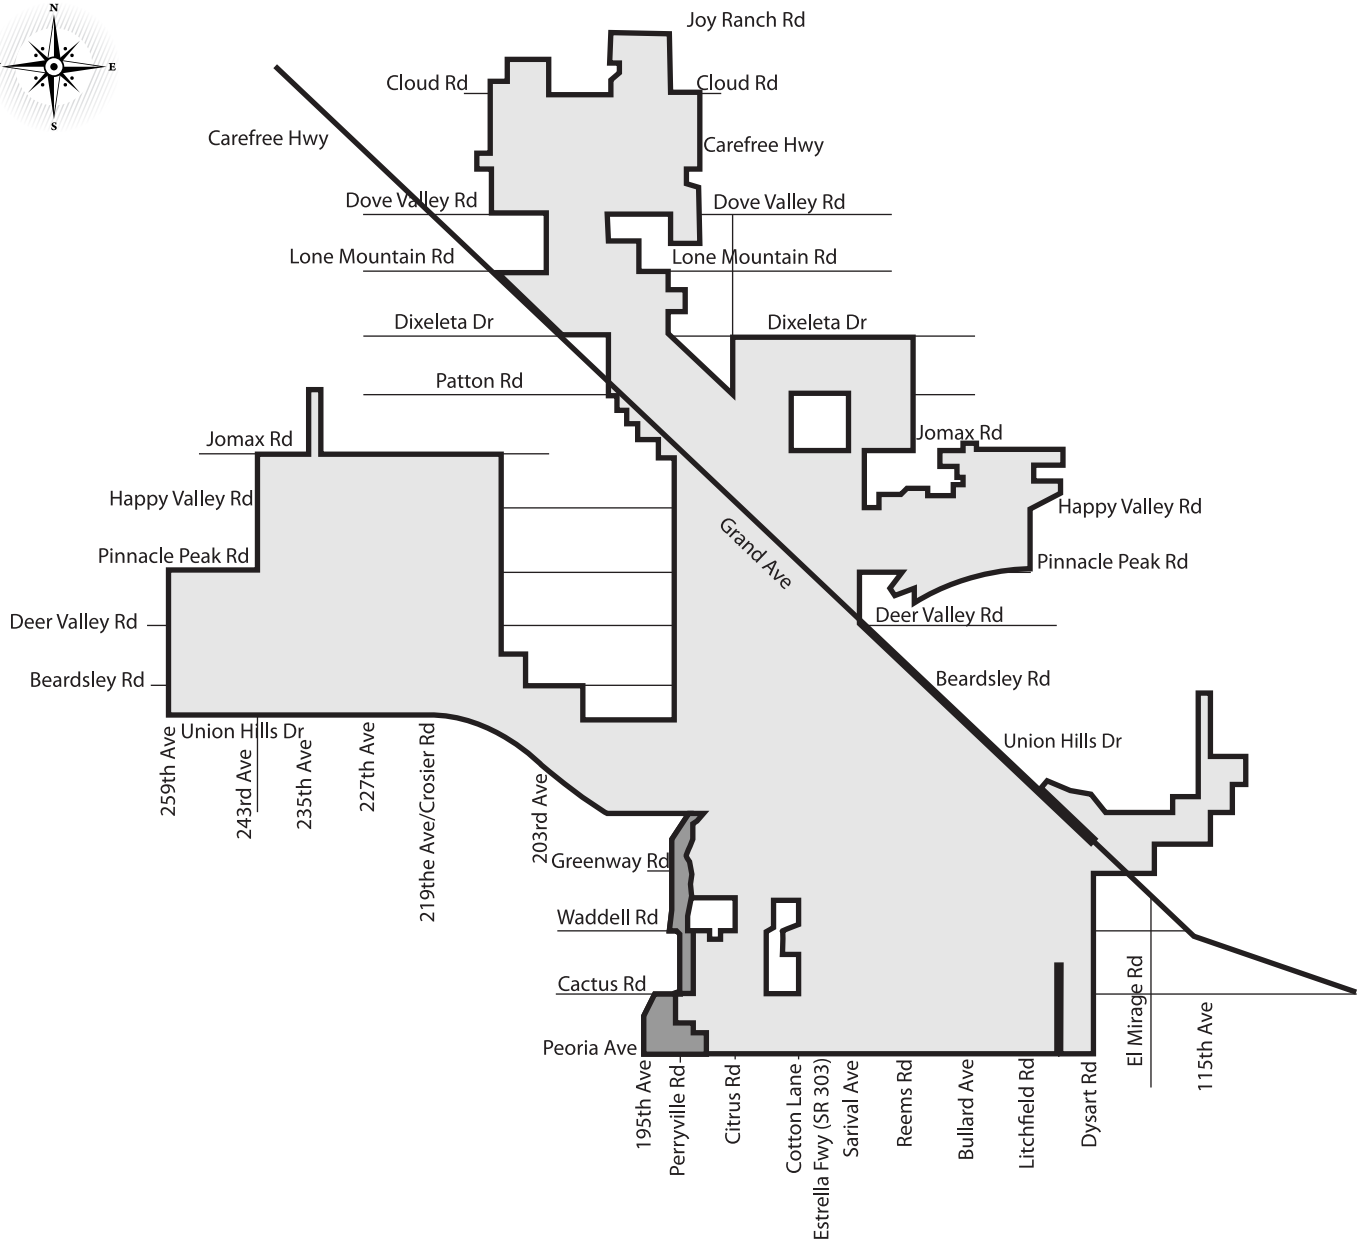 N
Joy Ranch Rd
E
Cloud Rd
Cloud Rd
S
Carefree Hwy
Carefree Hwy
Dove Valley Rd
Dove Valley Rd
Lone Mountain Rd
Lone Mountain Rd
Dixeleta Dr
Dixeleta Dr
Patton Rd
Jomax Rd
Jomax Rd
Happy Valley Rd
Happy Valley Rd
Grand Ave
Pinnacle Peak Rd
Pinnacle Peak Rd
Deer Valley Rd
Deer Valley Rd
Beardsley Rd
Beardsley Rd
Union Hills Dr
Union Hills Dr
259th Ave
243rd Ave
235th Ave
227th Ave
219the Ave/Crosier Rd
203rd Ave
Greenway Rd
Waddell Rd
Cactus Rd
Peoria Ave
195th Ave
Perryville Rd
Citrus Rd
Cotton Lane
Estrella Fwy (SR 303)
Sarival Ave
Reems Rd
Bullard Ave
Litchfield Rd
Dysart Rd
El Mirage Rd
115th Ave